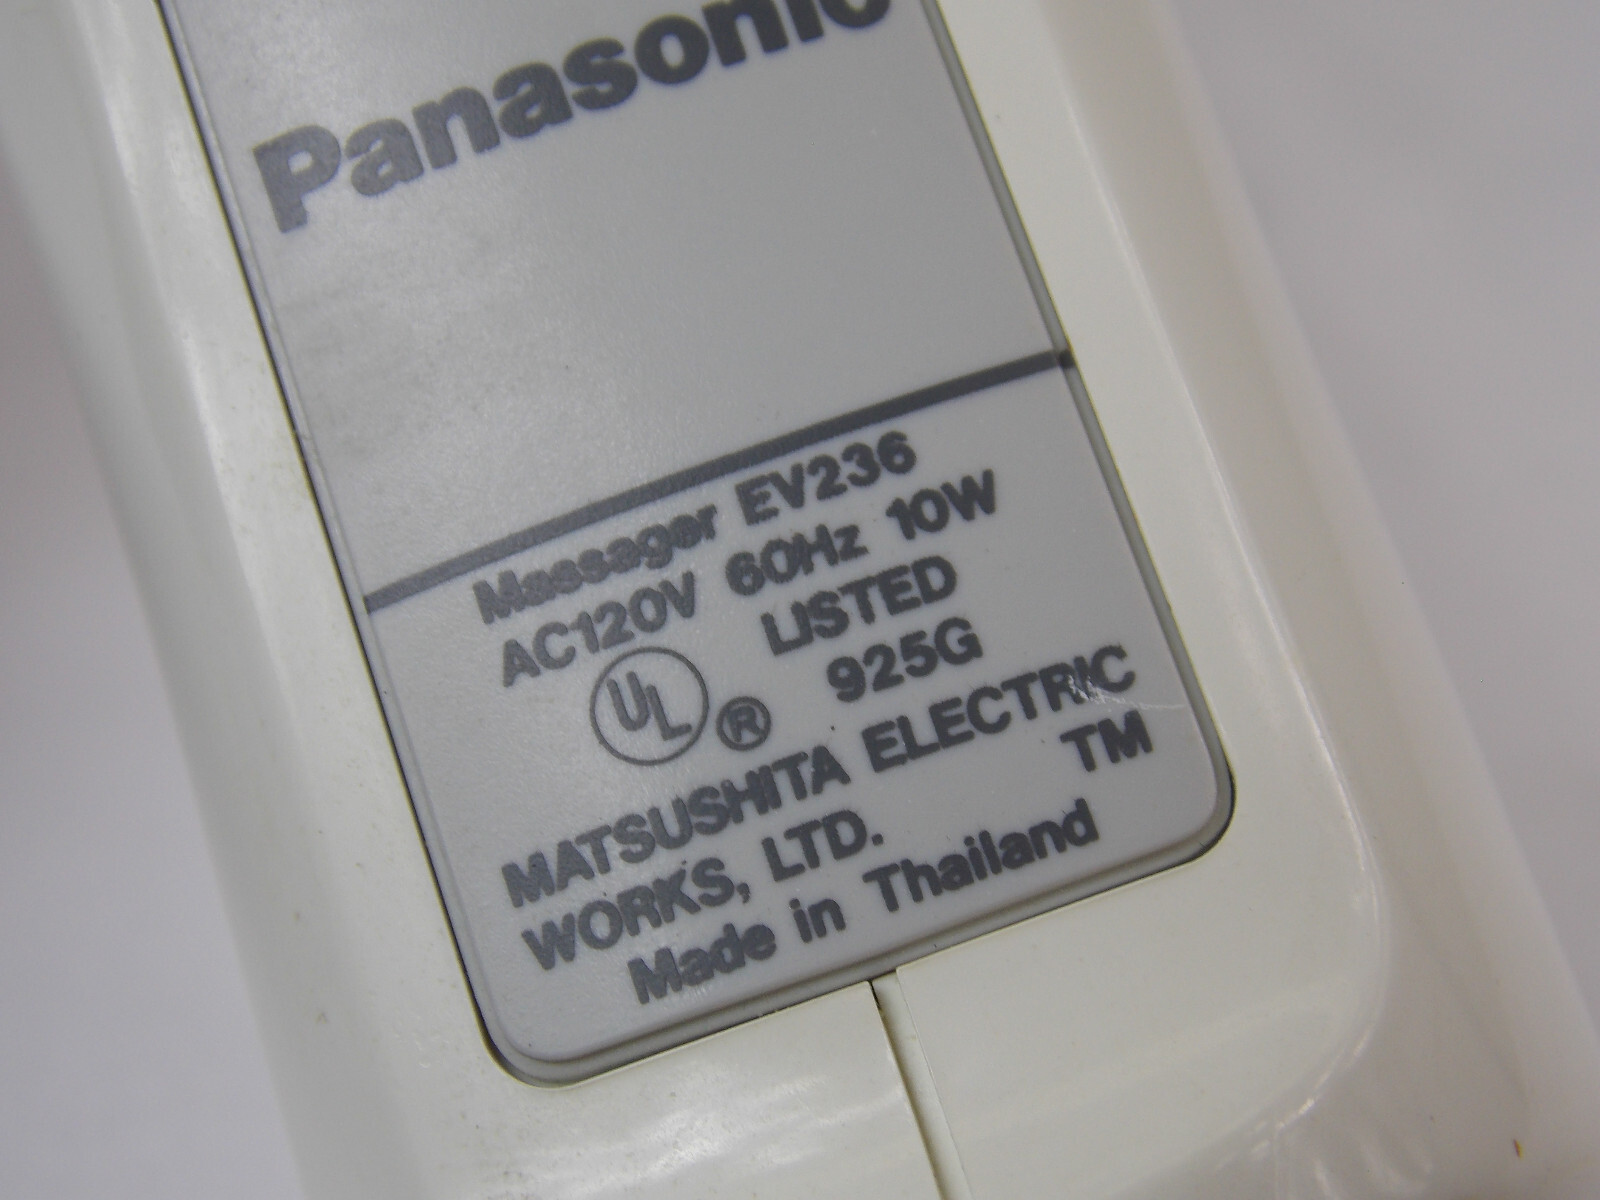 Panasonic
Massager EV236
AC120V 60Hz 10W
UL ® LISTED
925G
MATSUSHITA ELECTRIC
WORKS, LTD. TM
Made in Thailand